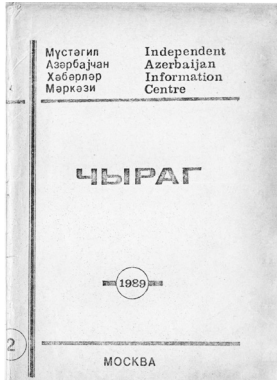 Мүстәгил
Азәрбајҹан
Хәбәрләр
Мәркәзи
Independent
Azerbaijan
Information
Centre
ЧЫРАГ
1989
2
МОСКВА